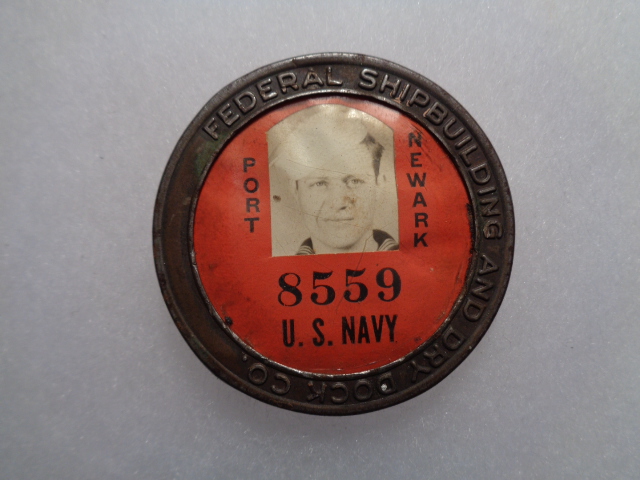 FEDERAL SHIPBUILDING AND DRY DOCK CO.
PORT
NEWARK
8559
U. S. NAVY